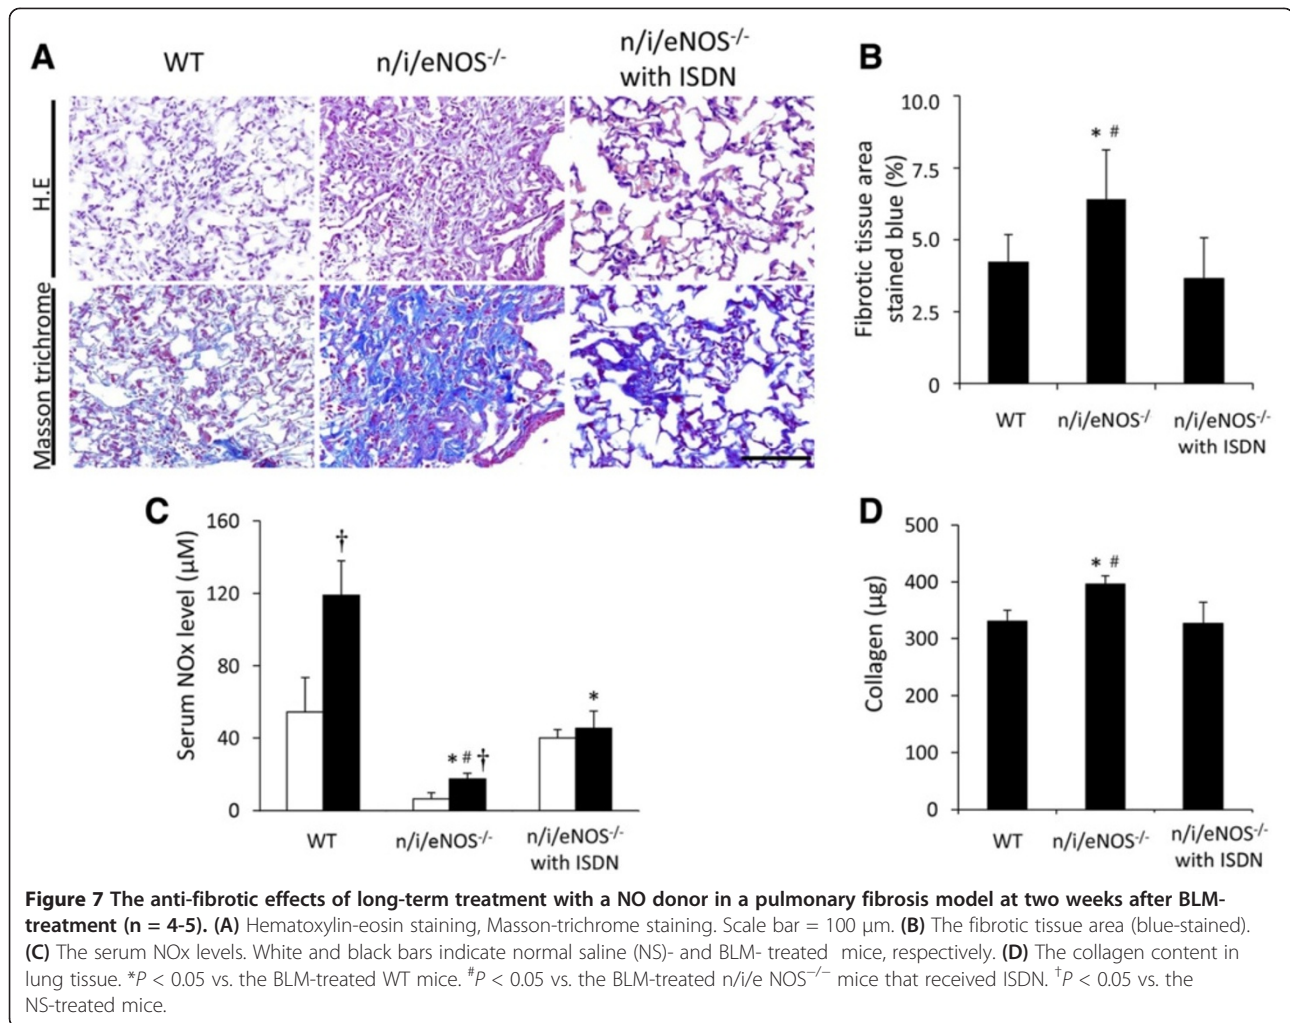 A
WT
n/i/eNOS-/-
n/i/eNOS-/-
with ISDN
H.E
Masson trichrome
B
Fibrotic tissue area
stained blue (%)
10.0
7.5
5.0
2.5
0
* #
WT
n/i/eNOS-/
n/i/eNOS-/-
with ISDN
C
Serum NOx level (µM)
160
120
80
40
0
†
* # †
*
WT
n/i/eNOS-/-
n/i/eNOS-/-
with ISDN
D
Collagen (µg)
500
400
300
200
100
0
* #
WT
n/i/eNOS-/-
n/i/eNOS-/-
with ISDN
Figure 7 The anti-fibrotic effects of long-term treatment with a NO donor in a pulmonary fibrosis model at two weeks after BLM-
treatment (n = 4-5). (A) Hematoxylin-eosin staining, Masson-trichrome staining. Scale bar = 100 µm. (B) The fibrotic tissue area (blue-stained).
(C) The serum NOx levels. White and black bars indicate normal saline (NS)- and BLM- treated mice, respectively. (D) The collagen content in
lung tissue. *P < 0.05 vs. the BLM-treated WT mice. #P < 0.05 vs. the BLM-treated n/i/e NOS−/− mice that received ISDN. †P < 0.05 vs. the
NS-treated mice.